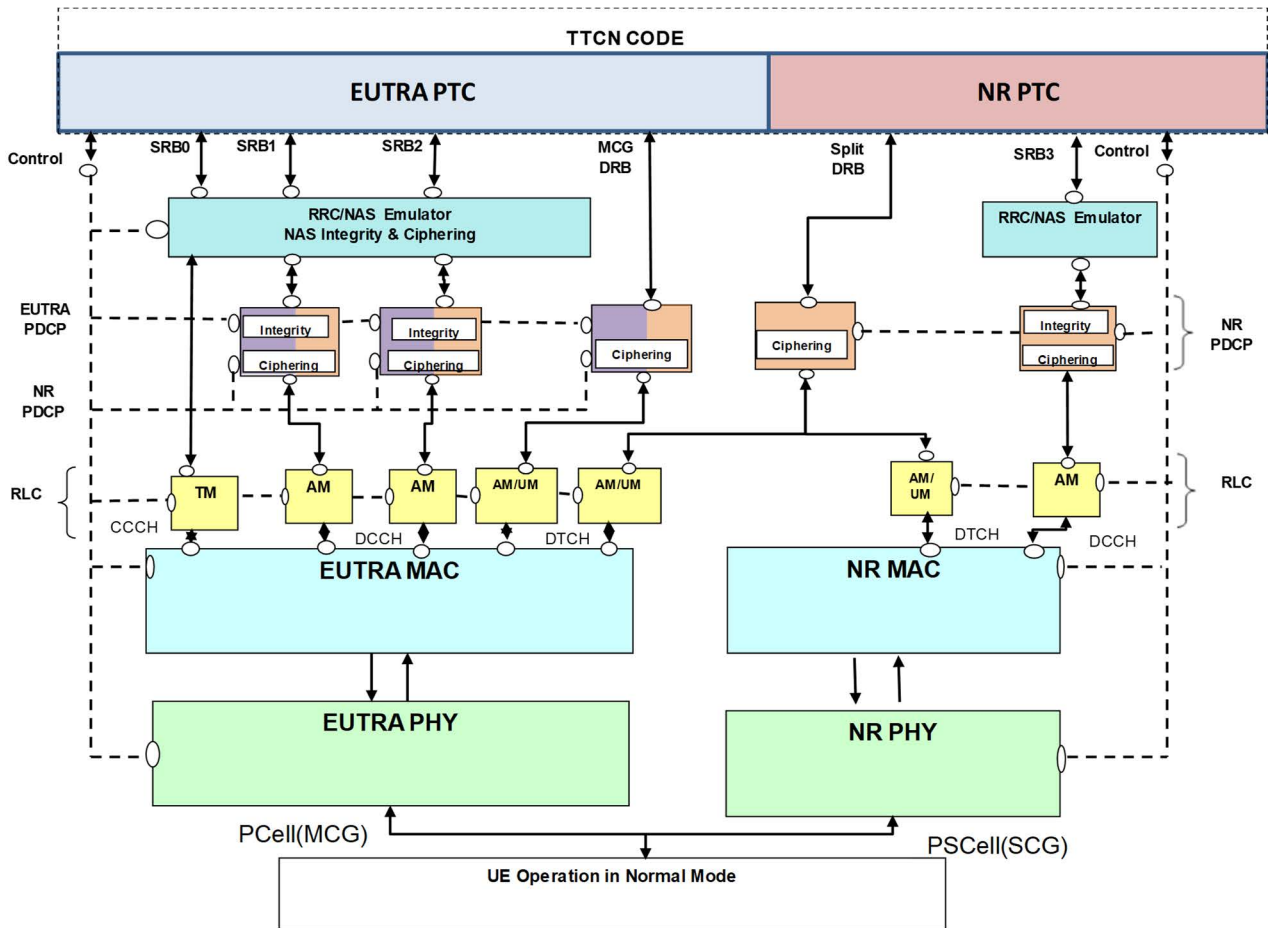 TTCN CODE
EUTRA PTC
NR PTC
Control
SRB0
SRB1
SRB2
MCG
DRB
Split
DRB
SRB3
Control
RRC/NAS Emulator
NAS Integrity & Ciphering
RRC/NAS Emulator
EUTRA
PDCP
Integrity
Ciphering
Integrity
Ciphering
Ciphering
Ciphering
Integrity
Ciphering
NR
PDCP
NR
PDCP
RLC
TM
AM
AM
AM/UM
AM/UM
AM/
UM
AM
RLC
CCCH
DCCH
DTCH
DTCH
DCCH
EUTRA MAC
NR MAC
EUTRA PHY
NR PHY
PCell(MCG)
PSCell(SCG)
UE Operation in Normal Mode